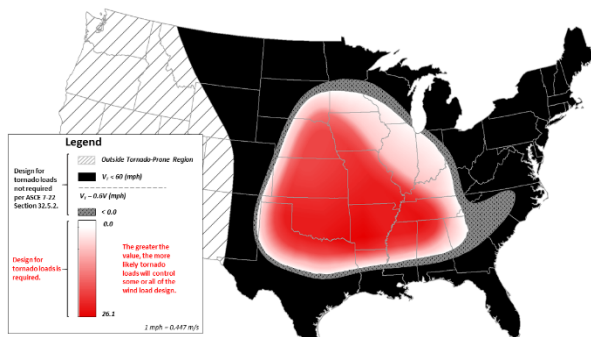 Legend
Design for
tornado loads
not required
per ASCE 7-22
Section 32.5.2.
Outside Tornado-Prone Region
VT < 60 (mph)
VT – 0.6V (mph)
< 0.0
0.0
Design for
tornado loads is
required.
The greater the
value, the more
likely tornado
loads will control
some or all of the
wind load design.
26.1
1 mph = 0.447 m/s